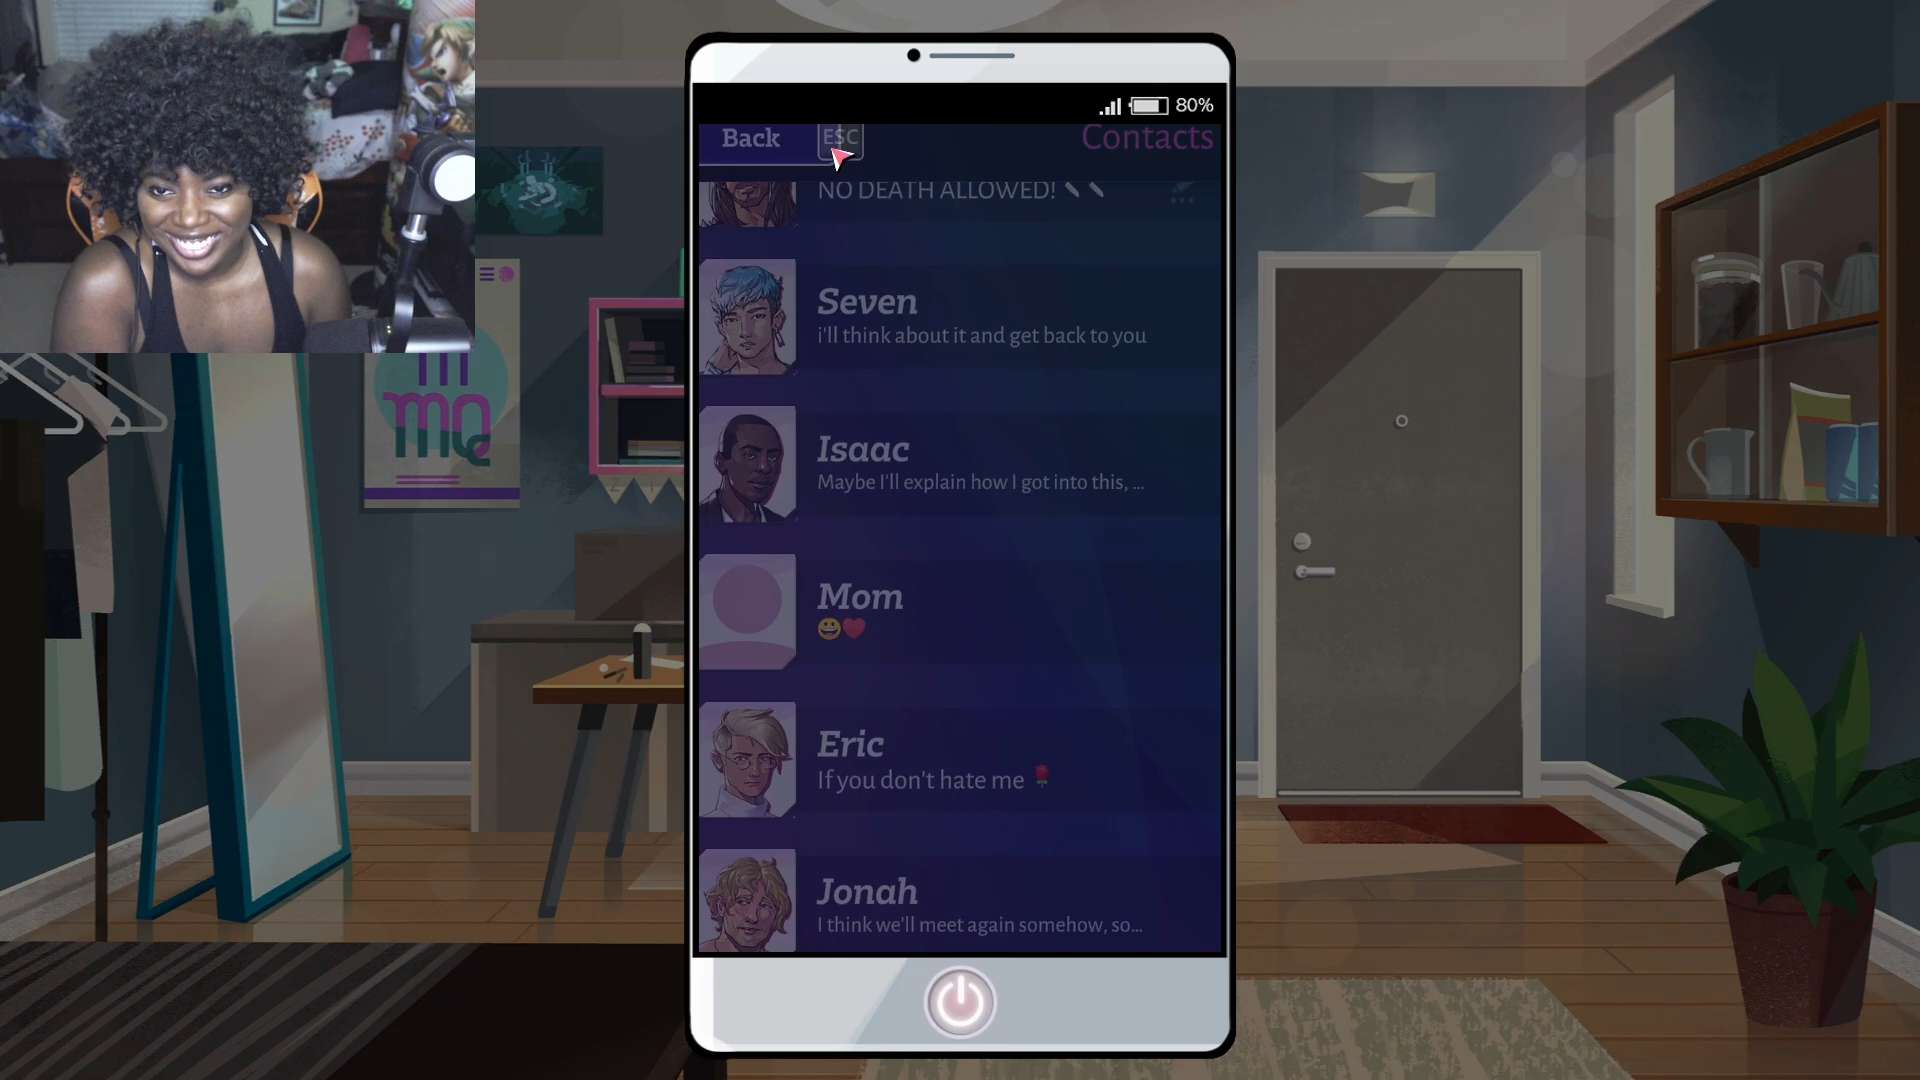 80%
Back
ESC
Contacts
NO DEATH ALLOWED!
Seven
i'll think about it and get back to you
Isaac
Maybe I'll explain how I got into this, ...
Mom
Eric
If you don't hate me
Jonah
I think we'll meet again somehow, so...